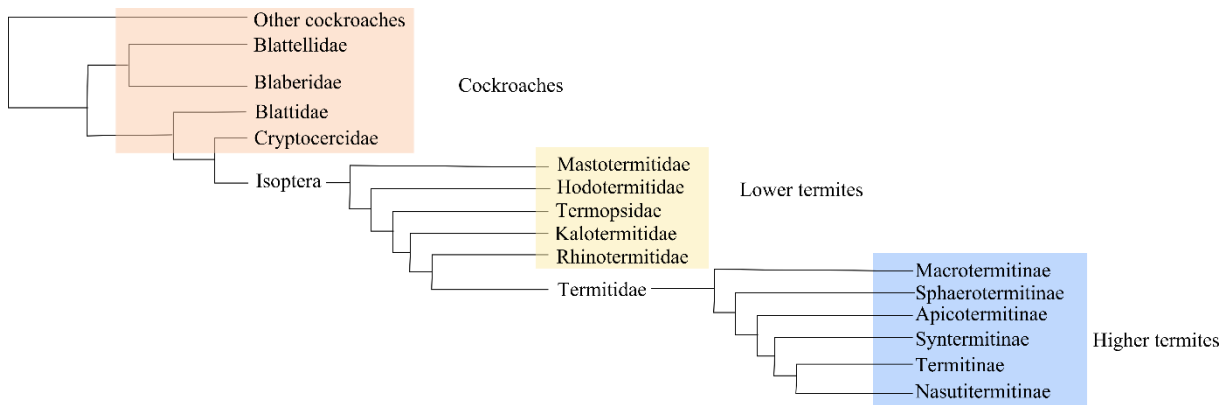 Other cockroaches
Blattellidae
Blaberidae
Cockroaches
Blattidae
Cryptocercidae
Isoptera
Mastotermitidae
Hodotermitidae
Lower termites
Termopsidae
Kalotermitidae
Rhinotermitidae
Termitidae
Macrotermitinae
Sphaerotermitinae
Apicotermitinae
Syntermitinae
Higher termites
Termitinae
Nasutitermitinae